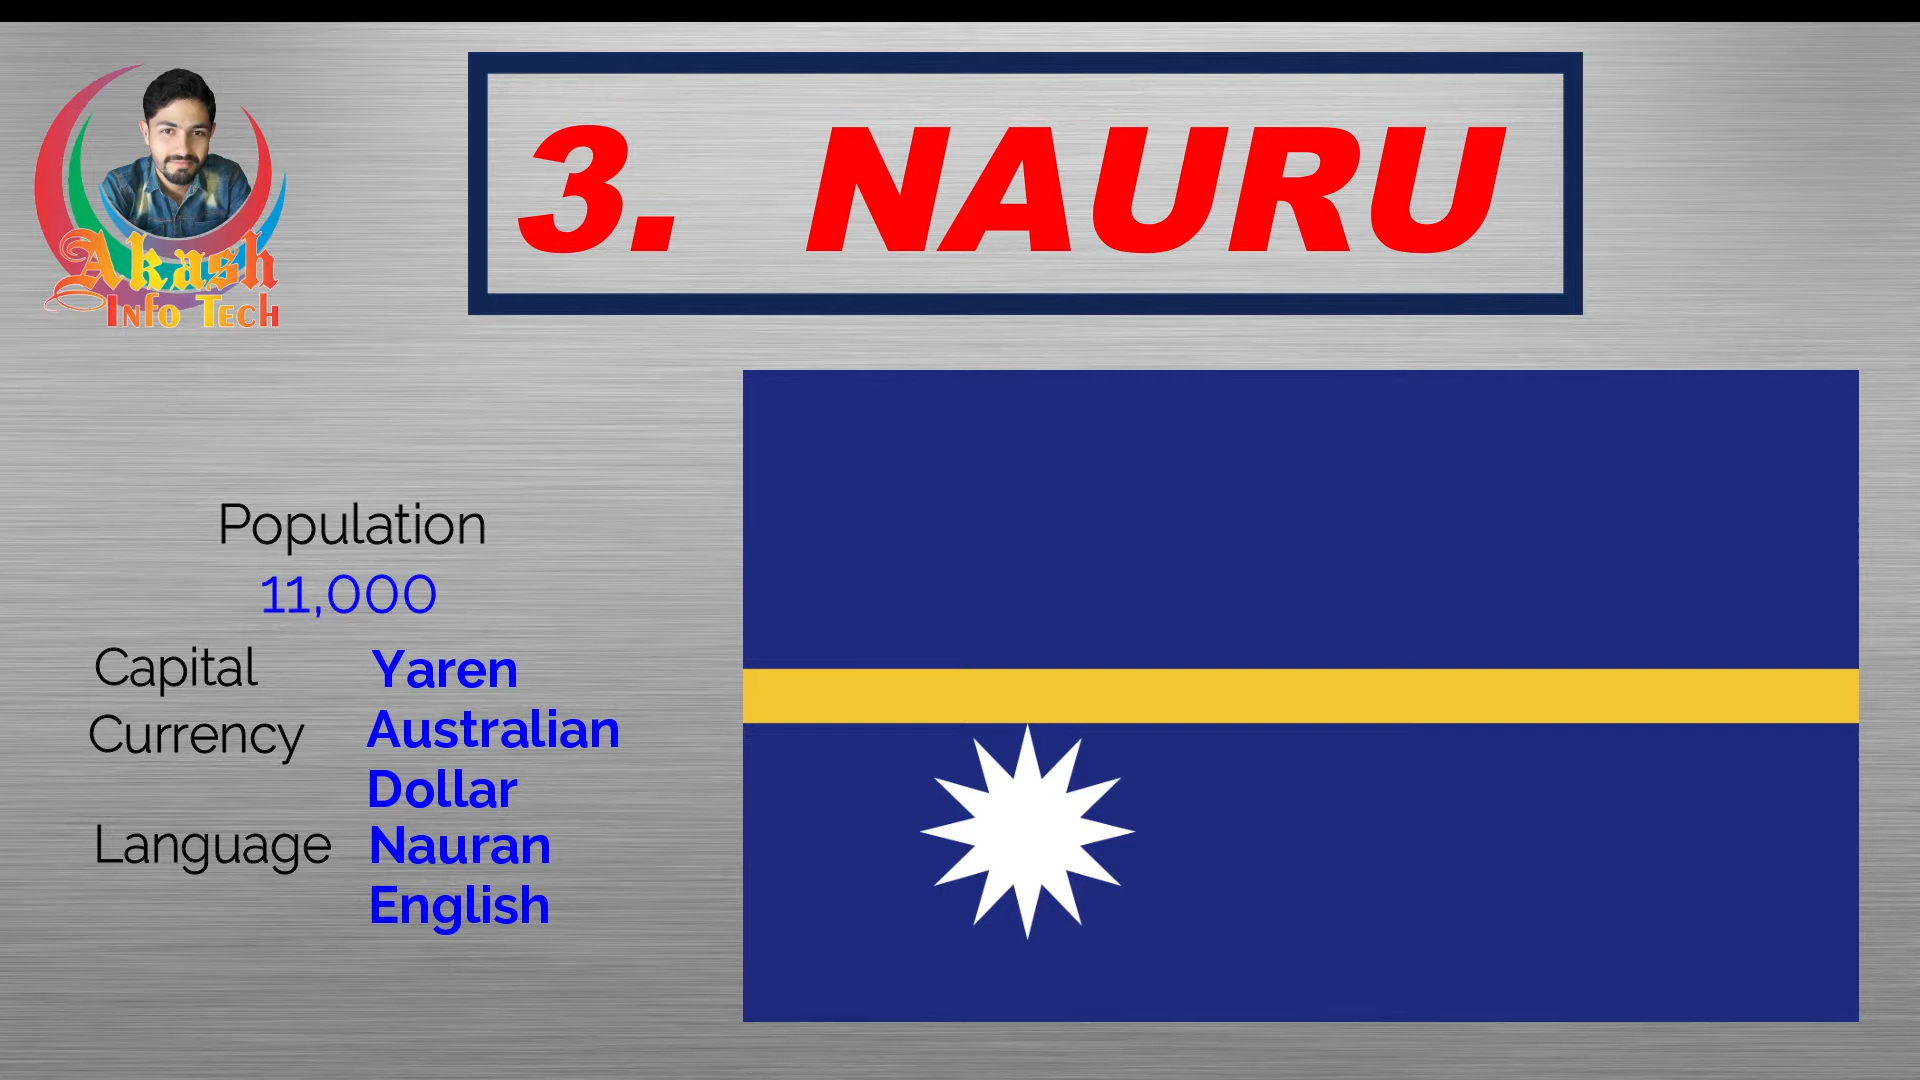 Akash
Info Tech
3. NAURU
Population
11,000
Capital Yaren
Currency Australian
Dollar
Language Nauran
English